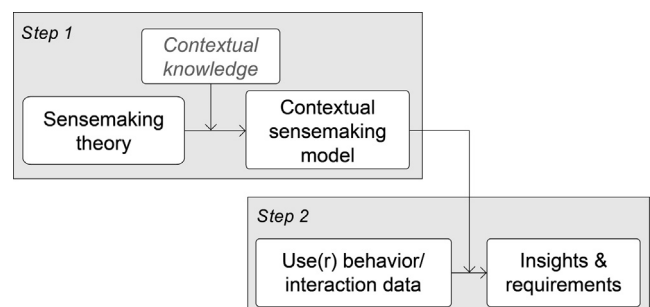 Step 1
Contextual
knowledge
Sensemaking
theory
Contextual
sensemaking
model
Step 2
Use(r) behavior/
interaction data
Insights &
requirements